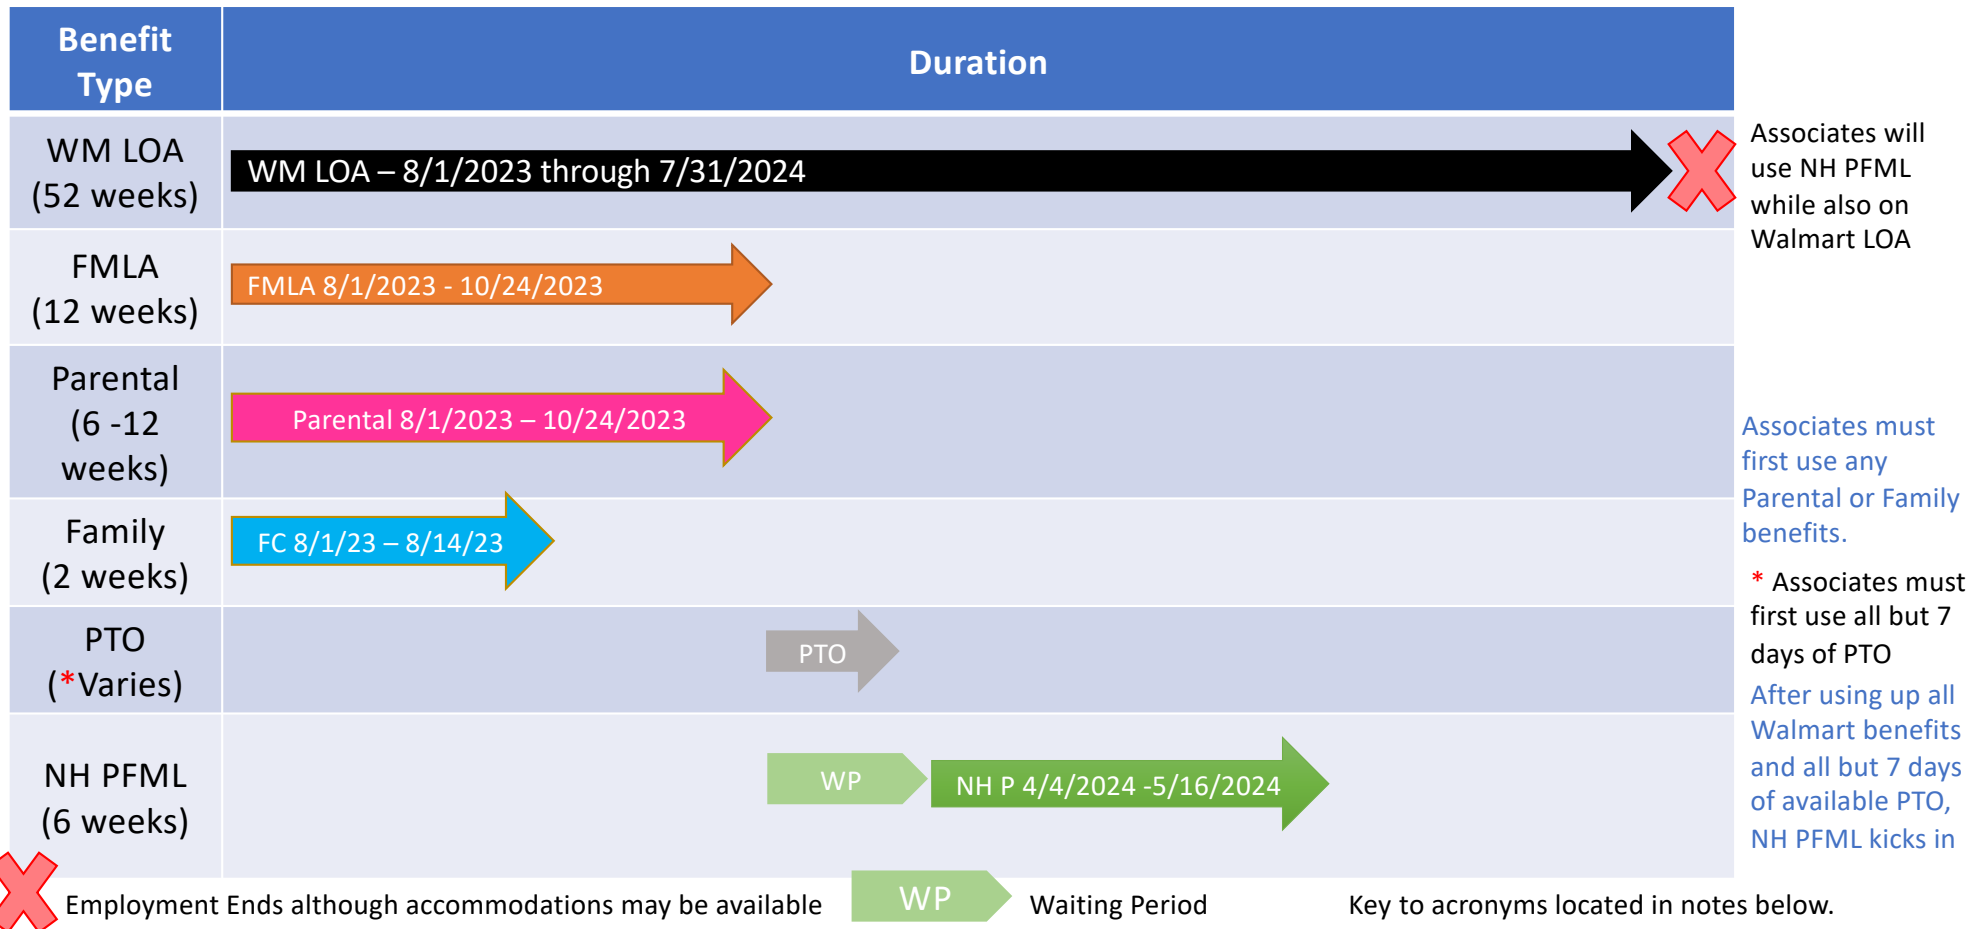 Benefit
Type
Duration
WM LOA
(52 weeks)
WM LOA – 8/1/2023 through 7/31/2024
Associates will
use NH PFML
while also on
Walmart LOA
FMLA
(12 weeks)
FMLA 8/1/2023 - 10/24/2023
Parental
(6 -12
weeks)
Parental 8/1/2023 – 10/24/2023
Associates must
first use any
Parental or Family
benefits.
Family
(2 weeks)
FC 8/1/23 – 8/14/23
PTO
(*Varies)
PTO
* Associates must
first use all but 7
days of PTO
NH PFML
(6 weeks)
WP
NH P 4/4/2024 -5/16/2024
After using up all
Walmart benefits
and all but 7 days
of available PTO,
NH PFML kicks in
Employment Ends although accommodations may be available
WP
Waiting Period
Key to acronyms located in notes below.